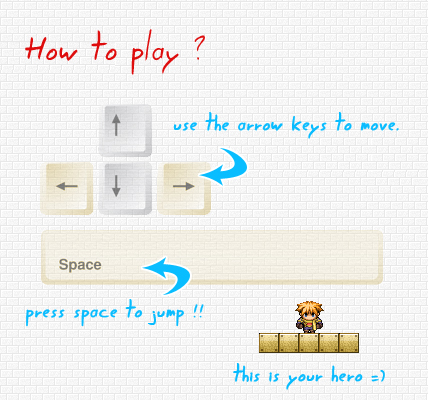 How to play ?
use the arrow keys to move.
Space
press space to jump !!
this is your hero =)